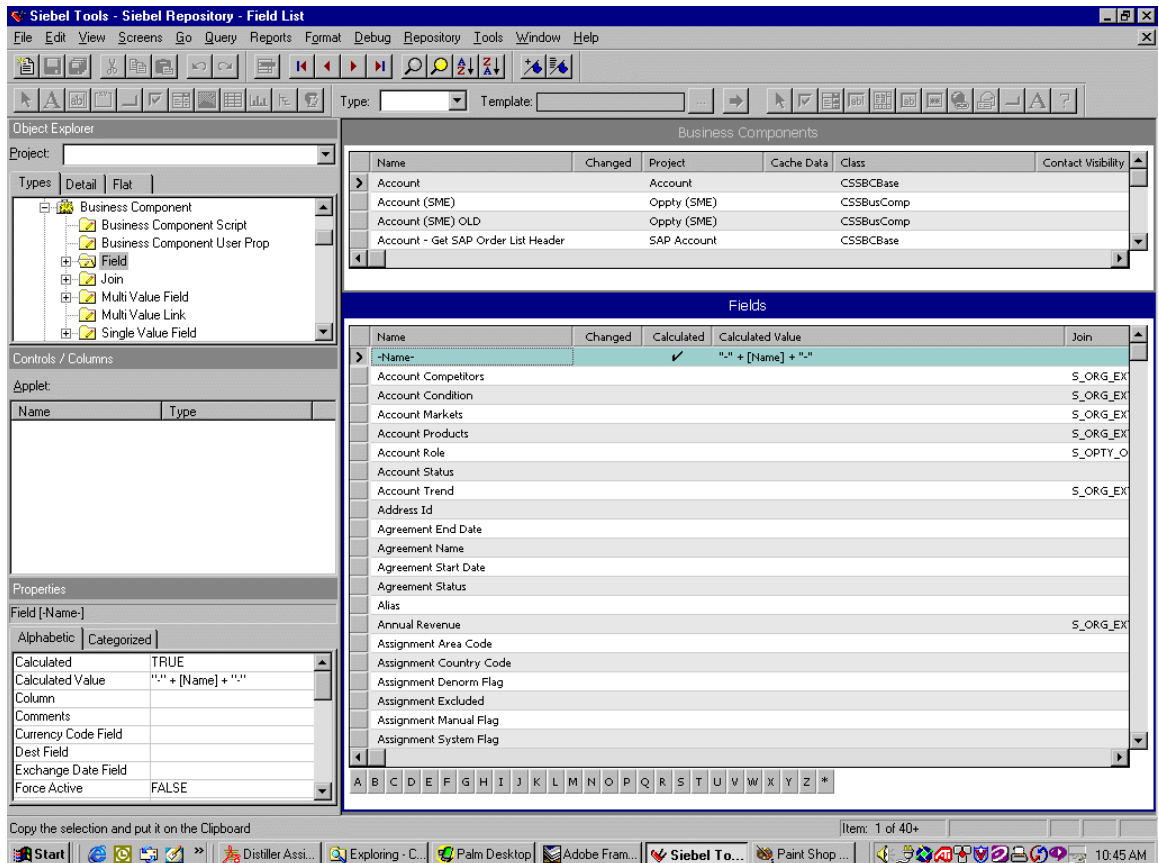 Siebel Tools - Siebel Repository - Field List
File Edit View Screens Go Query Reports Format Debug Repository Tools Window Help
Type: Template:
Object Explorer
Project:
Types Detail Flat
Business Component
Business Component Script
Business Component User Prop
Field
Join
Multi Value Field
Multi Value Link
Single Value Field
Controls / Columns
Applet:
Name Type
Properties
Field [-Name-]
Alphabetic Categorized
Calculated TRUE
Calculated Value "-" + [Name] + "-"
Column
Comments
Currency Code Field
Dest Field
Exchange Date Field
Force Active FALSE
Business Components
Name Changed Project Cache Data Class Contact Visibility
Account Account CSSBCBase
Account (SME) Oppty (SME) CSSBusComp
Account (SME) OLD Oppty (SME) CSSBusComp
Account - Get SAP Order List Header SAP Account CSSBCBase
Fields
Name Changed Calculated Calculated Value Join
-Name- ✓ "-" + [Name] + "-"
Account Competitors S_ORG_EX
Account Condition S_ORG_EX
Account Markets S_ORG_EX
Account Products S_ORG_EX
Account Role S_OPTY_O
Account Status
Account Trend S_ORG_EX
Address Id
Agreement End Date
Agreement Name
Agreement Start Date
Agreement Status
Alias
Annual Revenue S_ORG_EX
Assignment Area Code
Assignment Country Code
Assignment Denorm Flag
Assignment Excluded
Assignment Manual Flag
Assignment System Flag
A B C D E F G H I J K L M N O P Q R S T U V W X Y Z *
Copy the selection and put it on the Clipboard
Item: 1 of 40+
Start Distiller Assi... Exploring - C... Palm Desktop Adobe Fram... Siebel To... Paint Shop ... 10:45 AM